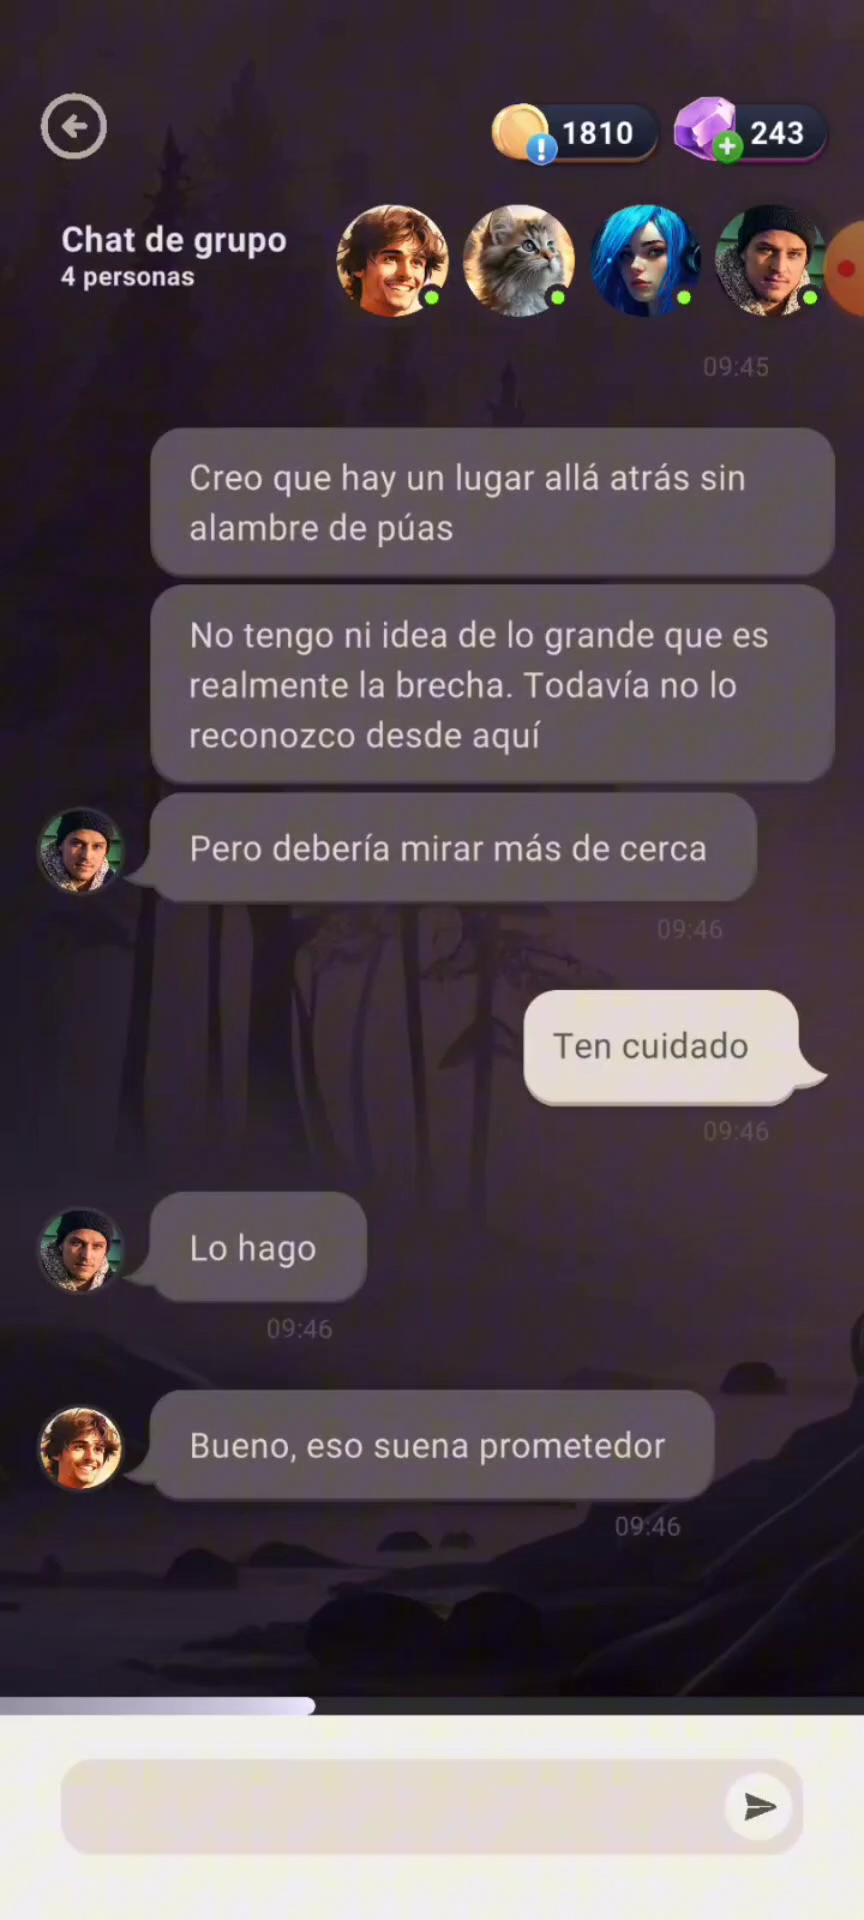 1810
243
Chat de grupo
4 personas
09:45
Creo que hay un lugar allá atrás sin
alambre de púas
No tengo ni idea de lo grande que es
realmente la brecha. Todavía no lo
reconozco desde aquí
Pero debería mirar más de cerca
09:46
Ten cuidado
09:46
Lo hago
09:46
Bueno, eso suena prometedor
09:46